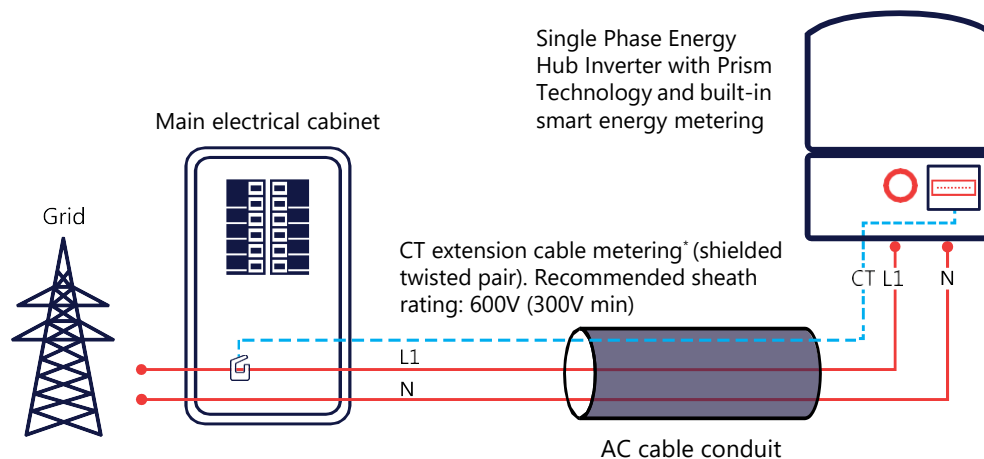 Single Phase Energy
Hub Inverter with Prism
Technology and built-in
smart energy metering
Main electrical cabinet
Grid
CT extension cable metering* (shielded
twisted pair). Recommended sheath
rating: 600V (300V min)
CT L1 N
L1
N
AC cable conduit